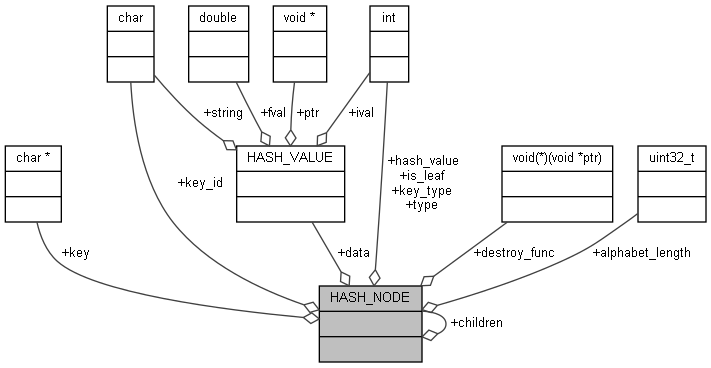 char
double
void *
int
+string
+fval
+ptr
+ival
char *
HASH_VALUE
void(*)(void *ptr)
uint32_t
+hash_value
+is_leaf
+key_type
+type
+key_id
+key
+data
+destroy_func
+alphabet_length
HASH_NODE
+children